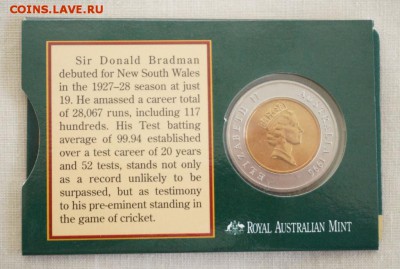 COINS.LAVE.RU
Sir Donald Bradman
debuted for New South Wales
in the 1927–28 season at just
19. He amassed a career total
of 28,067 runs, including 117
hundreds. His Test batting
average of 99.94 established
over a test career of 20 years
and 52 tests, stands not only
as a record unlikely to be
surpassed, but as testimony
to his pre-eminent standing in
the game of cricket.
ELIZABETH II
ROYAL AUSTRALIAN MINT